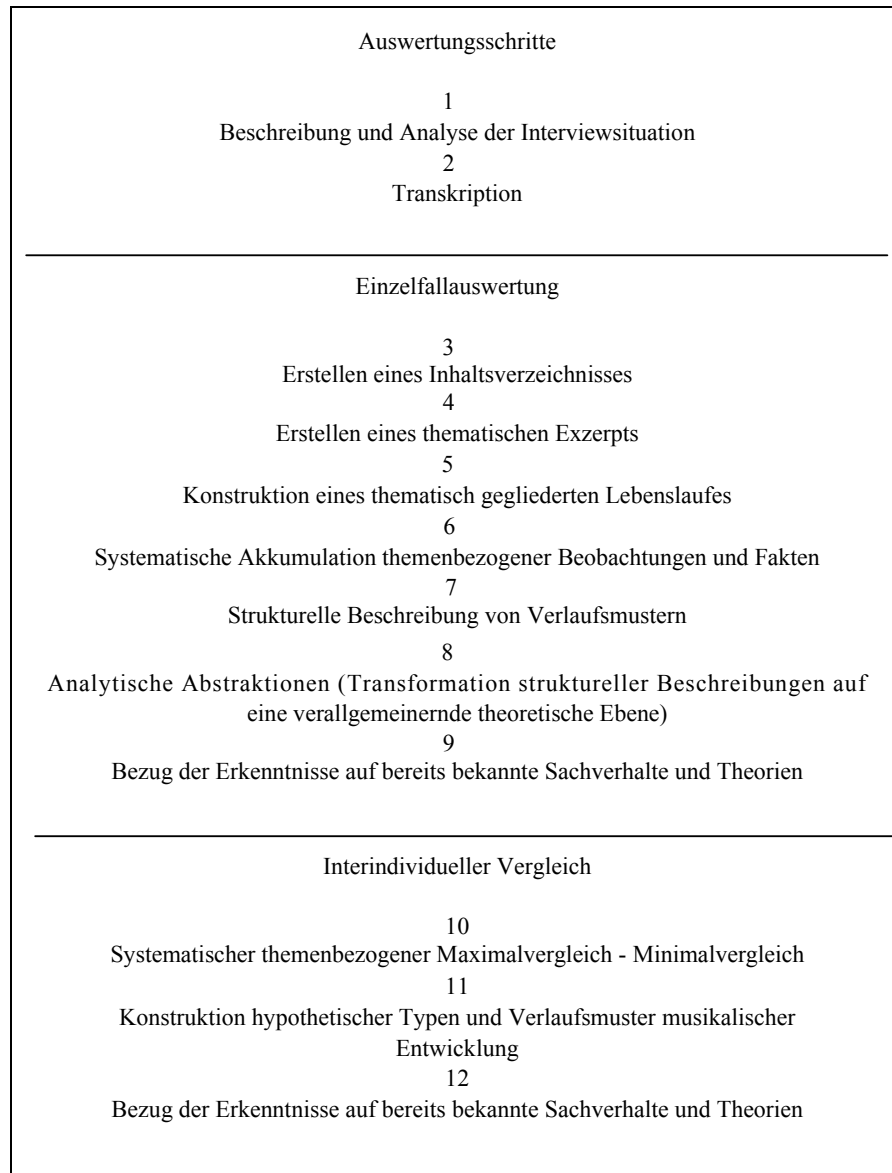 Auswertungsschritte
1
Beschreibung und Analyse der Interviewsituation
2
Transkription
Einzelfallauswertung
3
Erstellen eines Inhaltsverzeichnisses
4
Erstellen eines thematischen Exzerpts
5
Konstruktion eines thematisch gegliederten Lebenslaufes
6
Systematische Akkumulation themenbezogener Beobachtungen und Fakten
7
Strukturelle Beschreibung von Verlaufsmustern
8
Analytische Abstraktionen (Transformation struktureller Beschreibungen auf
eine verallgemeinernde theoretische Ebene)
9
Bezug der Erkenntnisse auf bereits bekannte Sachverhalte und Theorien
Interindividueller Vergleich
10
Systematischer themenbezogener Maximalvergleich - Minimalvergleich
11
Konstruktion hypothetischer Typen und Verlaufsmuster musikalischer
Entwicklung
12
Bezug der Erkenntnisse auf bereits bekannte Sachverhalte und Theorien